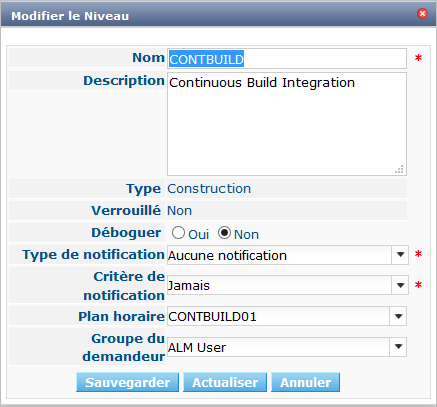 Modifier le Niveau
Nom CONTBUILD *
Description Continuous Build Integration
Type Construction
Verrouillé Non
Déboguer Oui Non
Type de notification Aucune notification *
Critère de
notification Jamais *
Plan horaire CONTBUILD01
Groupe du
demandeur ALM User
Sauvegarder Actualiser Annuler